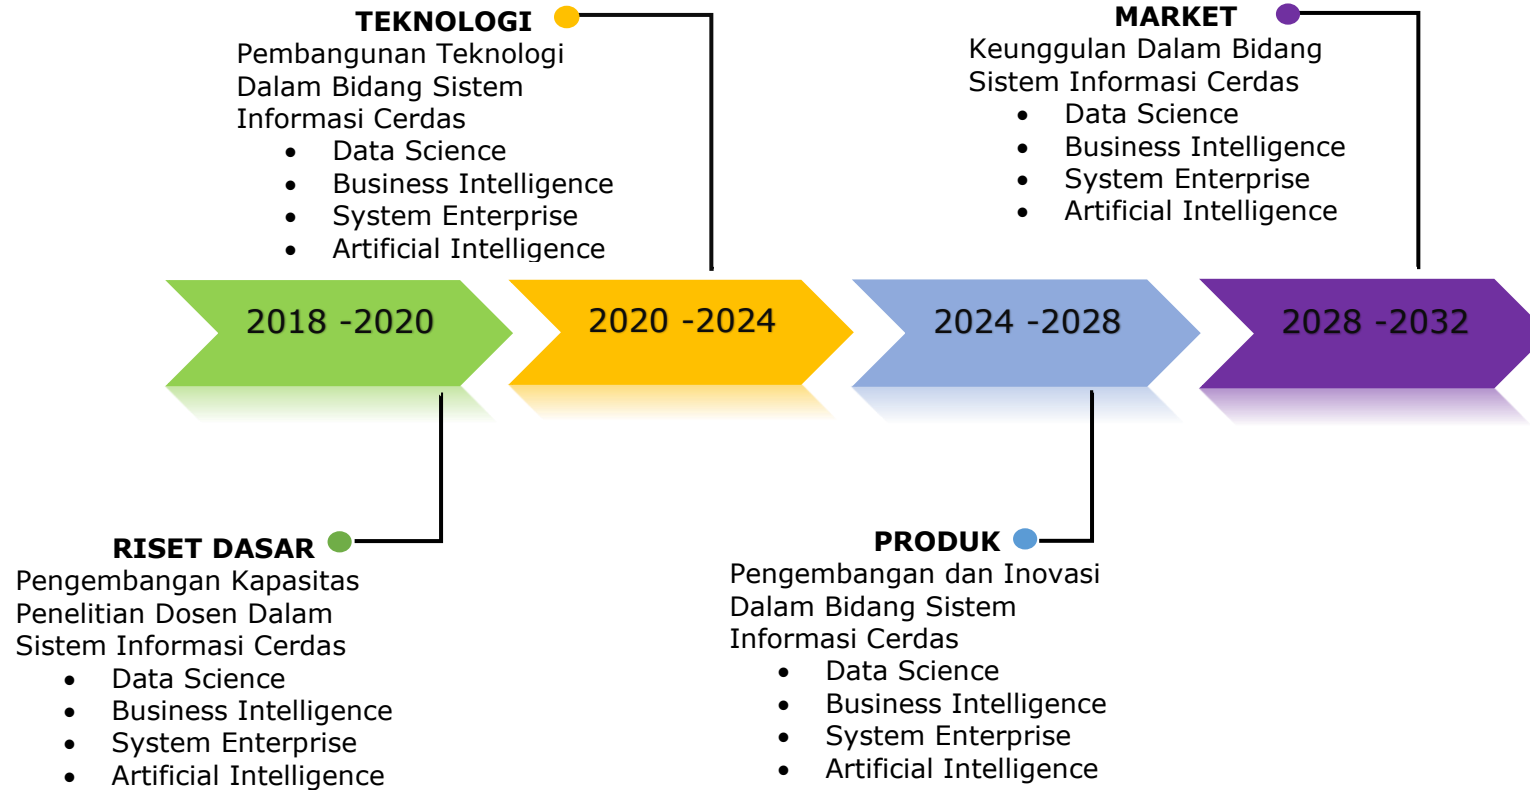 TEKNOLOGI
Pembangunan Teknologi
Dalam Bidang Sistem
Informasi Cerdas
• Data Science
• Business Intelligence
• System Enterprise
• Artificial Intelligence
MARKET
Keunggulan Dalam Bidang
Sistem Informasi Cerdas
• Data Science
• Business Intelligence
• System Enterprise
• Artificial Intelligence
2018 -2020
2020 -2024
2024 -2028
2028 -2032
RISET DASAR
Pengembangan Kapasitas
Penelitian Dosen Dalam
Sistem Informasi Cerdas
• Data Science
• Business Intelligence
• System Enterprise
• Artificial Intelligence
PRODUK
Pengembangan dan Inovasi
Dalam Bidang Sistem
Informasi Cerdas
• Data Science
• Business Intelligence
• System Enterprise
• Artificial Intelligence